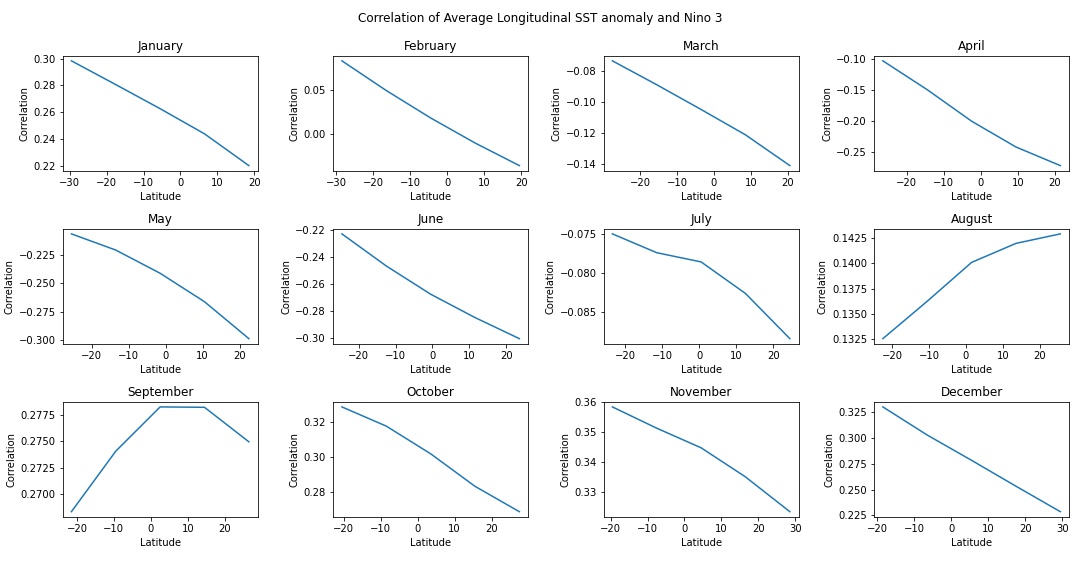 Correlation of Average Longitudinal SST anomaly and Nino 3
January
0.30
0.28
0.26
0.24
0.22
Correlation
−30 −20 −10 0 10 20
Latitude
February
0.05
0.00
Correlation
−30 −20 −10 0 10 20
Latitude
March
−0.08
−0.10
−0.12
−0.14
Correlation
−20 −10 0 10 20
Latitude
April
−0.10
−0.15
−0.20
−0.25
Correlation
−20 −10 0 10 20
Latitude
May
−0.225
−0.250
−0.275
−0.300
Correlation
−20 −10 0 10 20
Latitude
June
−0.22
−0.24
−0.26
−0.28
−0.30
Correlation
−20 −10 0 10 20
Latitude
July
−0.075
−0.080
−0.085
Correlation
−20 −10 0 10 20
Latitude
August
0.1425
0.1400
0.1375
0.1350
0.1325
Correlation
−20 −10 0 10 20
Latitude
September
0.2775
0.2750
0.2725
0.2700
Correlation
−20 −10 0 10 20
Latitude
October
0.32
0.30
0.28
Correlation
−20 −10 0 10 20
Latitude
November
0.36
0.35
0.34
0.33
Correlation
−20 −10 0 10 20 30
Latitude
December
0.325
0.300
0.275
0.250
0.225
Correlation
−20 −10 0 10 20 30
Latitude